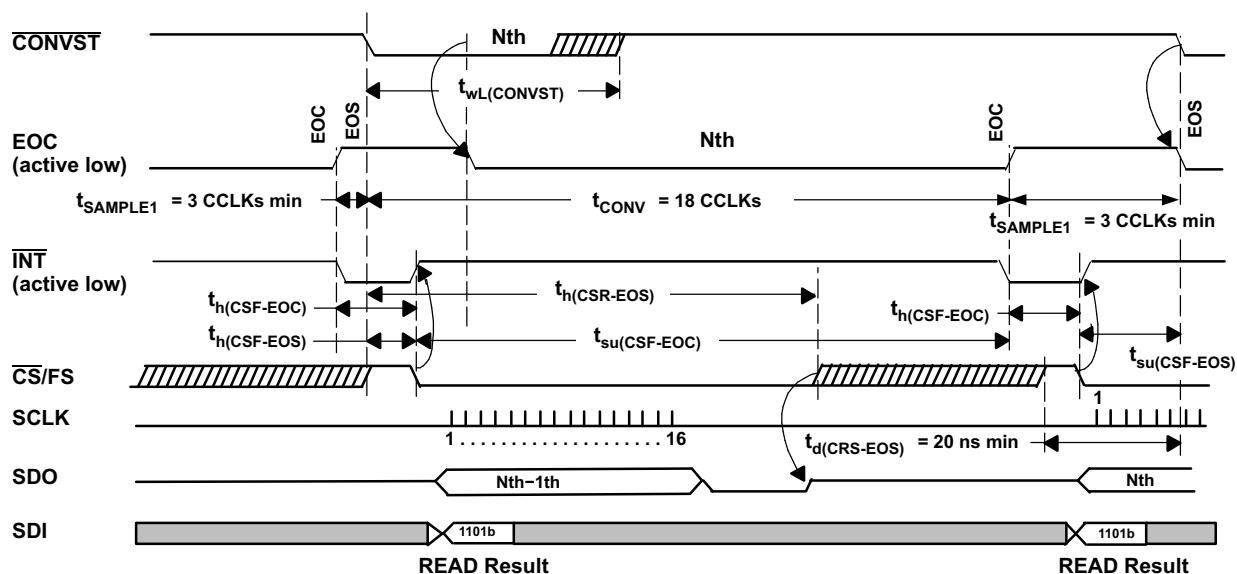 CONVST
Nth
twL(CONVST)
EOC
EOS
EOC
EOS
EOC
(active low)
Nth
tSAMPLE1 = 3 CCLKs min
tCONV = 18 CCLKs
tSAMPLE1 = 3 CCLKs min
INT
(active low)
th(CSF-EOC)
th(CSR-EOS)
th(CSF-EOC)
th(CSF-EOS)
tsu(CSF-EOC)
tsu(CSF-EOS)
CS/FS
1
SCLK
1 . . . . . . . . . . . . . . . . . . . . . 16
td(CRS-EOS) = 20 ns min
SDO
Nth−1th
Nth
SDI
1101b
1101b
READ Result
READ Result